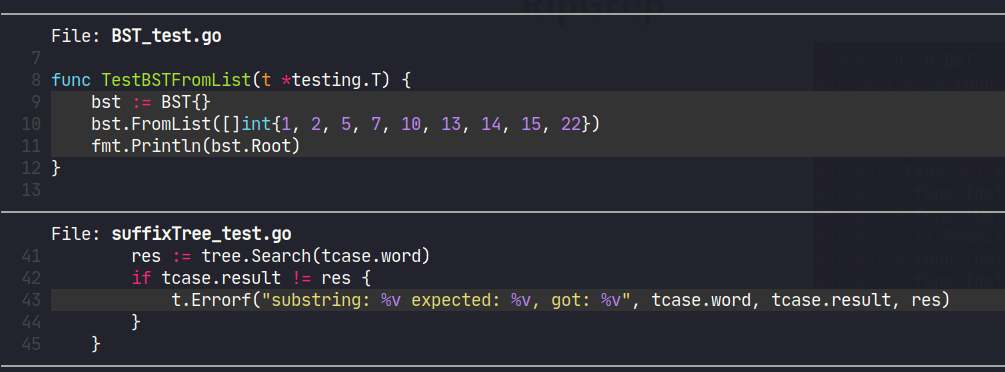 RipGrep
File: BST_test.go
7
8 func TestBSTFromList(t *testing.T) {
9     bst := BST{}
10     bst.FromList([]int{1, 2, 5, 7, 10, 13, 14, 15, 22})
11     fmt.Println(bst.Root)
12 }
13
File: suffixTree_test.go
41         res := tree.Search(tcase.word)
42         if tcase.result != res {
43             t.Errorf("substring: %v expected: %v, got: %v", tcase.word, tcase.result, res)
44         }
45     }